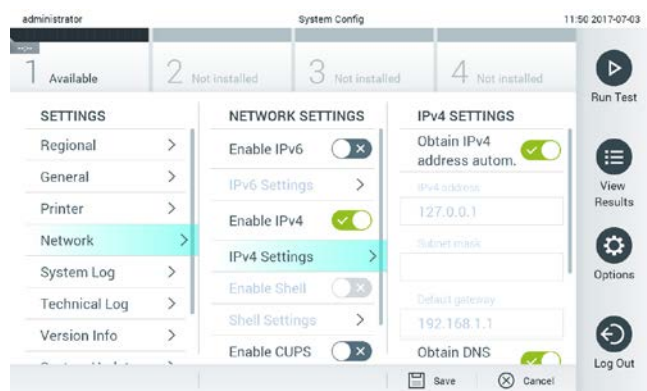 administrator System Config 11:50 2017-07-03
1 Available 2 Not installed 3 Not installed 4 Not installed
Run Test
SETTINGS
Regional
General
Printer
Network
System Log
Technical Log
Version Info
NETWORK SETTINGS
Enable IPv6
IPv6 Settings
Enable IPv4
IPv4 Settings
Enable Shell
Shell Settings
Enable CUPS
IPv4 SETTINGS
Obtain IPv4
address autom.
IPv4 address
127.0.0.1
Subnet mask
Default gateway
192.168.1.1
Obtain DNS
View
Results
Options
Log Out
Save Cancel